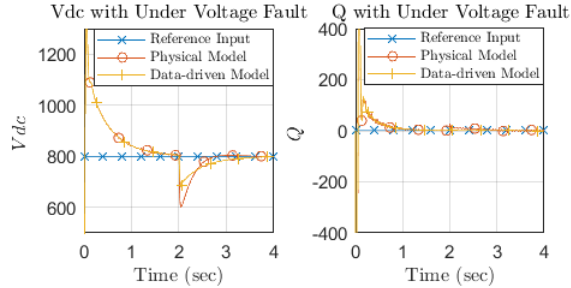 Vdc with Under Voltage Fault
Reference Input
Physical Model
Data-driven Model
1200
1000
800
600
Vdc
0
1
2
3
4
Time (sec)
Q with Under Voltage Fault
Reference Input
Physical Model
Data-driven Model
400
200
0
-200
-400
Q
0
1
2
3
4
Time (sec)